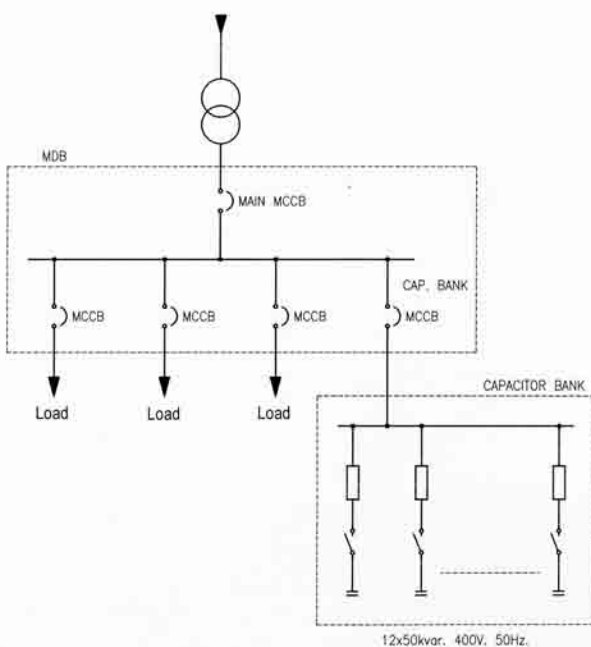 MDB
MAIN MCCB
CAP. BANK
MCCB
MCCB
MCCB
MCCB
Load
Load
Load
CAPACITOR BANK
12x50kvar. 400V. 50Hz.